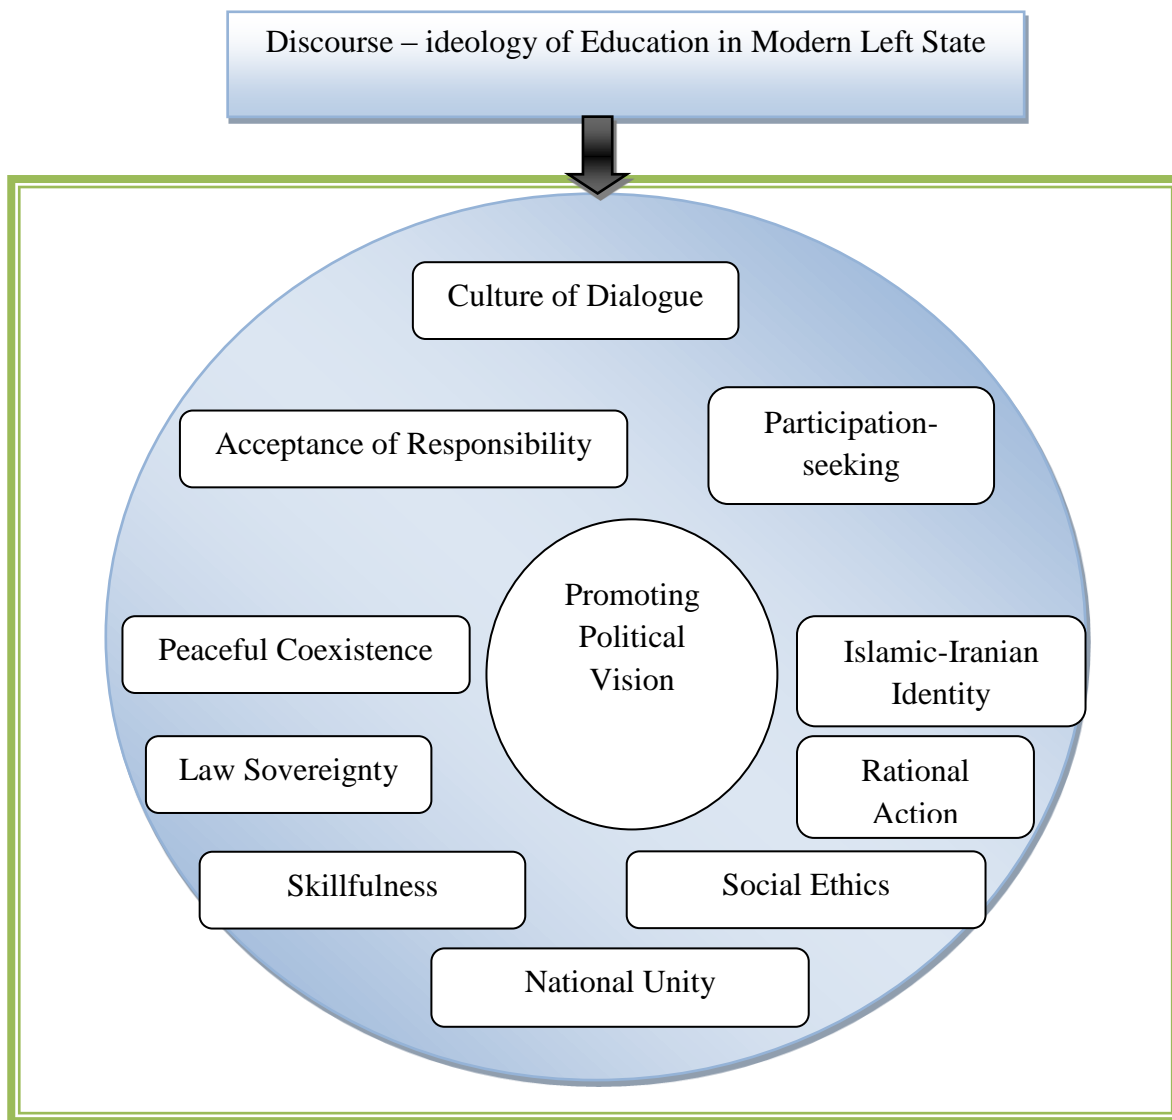 Discourse – ideology of Education in Modern Left State
Culture of Dialogue
Participation-
seeking
Acceptance of Responsibility
Promoting
Political
Vision
Peaceful Coexistence
Islamic-Iranian
Identity
Law Sovereignty
Rational
Action
Skillfulness
Social Ethics
National Unity